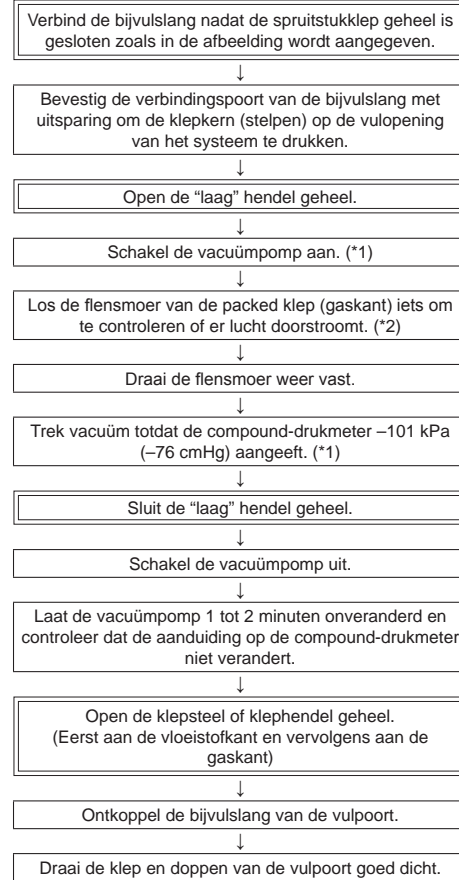 Verbind de bijvulslang nadat de spruitstukklep geheel is
gesloten zoals in de afbeelding wordt aangegeven.
↓
Bevestig de verbindingspoort van de bijvulslang met
uitsparing om de klepkern (stelpen) op de vulopening
van het systeem te drukken.
↓
Open de “laag” hendel geheel.
↓
Schakel de vacuümpomp aan. (*1)
↓
Los de flensmoer van de packed klep (gaskant) iets om
te controleren of er lucht doorstroomt. (*2)
↓
Draai de flensmoer weer vast.
↓
Trek vacuüm totdat de compound-drukmeter –101 kPa
(–76 cmHg) aangeeft. (*1)
↓
Sluit de “laag” hendel geheel.
↓
Schakel de vacuümpomp uit.
↓
Laat de vacuümpomp 1 tot 2 minuten onveranderd en
controleer dat de aanduiding op de compound-drukmeter
niet verandert.
↓
Open de klepsteel of klephendel geheel.
(Eerst aan de vloeistofkant en vervolgens aan de
gaskant)
↓
Ontkoppel de bijvulslang van de vulpoort.
↓
Draai de klep en doppen van de vulpoort goed dicht.